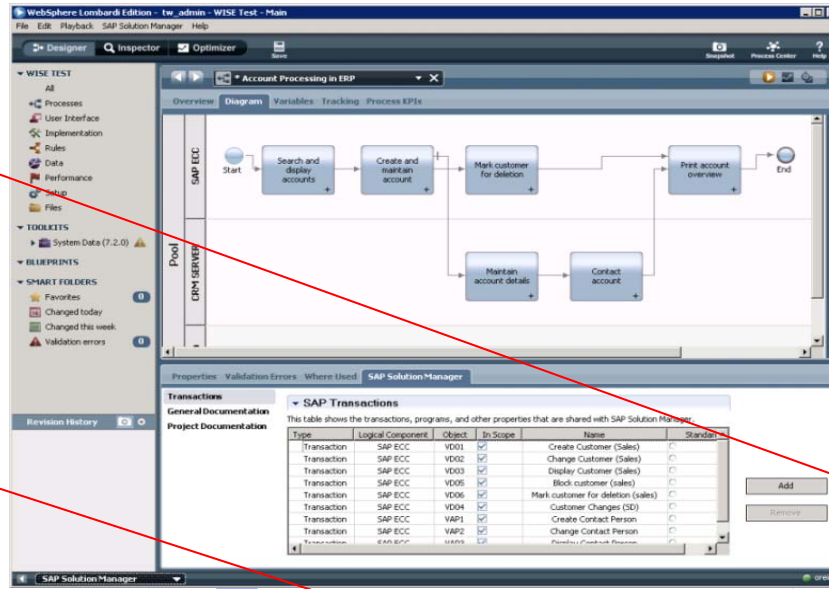 WebSphere Lombardi Edition - tw_admin - WISE Test - Main
File Edit Playback SAP Solution Manager Help
Designer Inspector Optimizer Save Snapshot Process Center Help
WISE TEST
All
Processes
User Interface
Implementation
Rules
Data
Performance
Setup
Files
TOOLKITS
System Data (7.2.0)
BLUEPRINTS
SMART FOLDERS
Favorites 0
Changed today
Changed this week
Validation errors 0
Revision History
* Account Processing in ERP
Overview Diagram Variables Tracking Process KPIs
Pool
SAP ECC
Start
Search and
display
accounts
Create and
maintain
account
Mark customer
for deletion
Print account
overview
End
CRM SERVER
Maintain
account details
Contact
account
Properties Validation Errors Where Used SAP Solution Manager
Transactions
General Documentation
Project Documentation
SAP Transactions
This table shows the transactions, programs, and other properties that are shared with SAP Solution Manager.
Type Logical Component Object In Scope Name Standar
Transaction SAP ECC VD01 Create Customer (Sales)
Transaction SAP ECC VD02 Change Customer (Sales)
Transaction SAP ECC VD03 Display Customer (Sales)
Transaction SAP ECC VD05 Block customer (sales)
Transaction SAP ECC VD06 Mark customer for deletion (sales)
Transaction SAP ECC VD04 Customer Changes (SD)
Transaction SAP ECC VAP1 Create Contact Person
Transaction SAP ECC VAP2 Change Contact Person
Transaction SAP ECC VAP3 Display Contact Person
Add
Remove
SAP Solution Manager